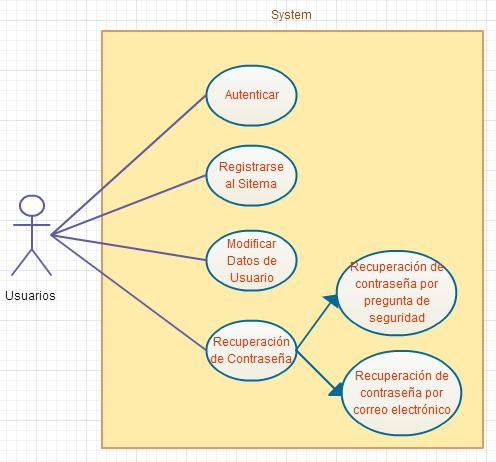 System
Autenticar
Registrarse
al Sitema
Modificar
Datos de
Usuario
Usuarios
Recuperación
de Contraseña
Recuperación de
contraseña por
pregunta de
seguridad
Recuperación de
contraseña por
correo electrónico